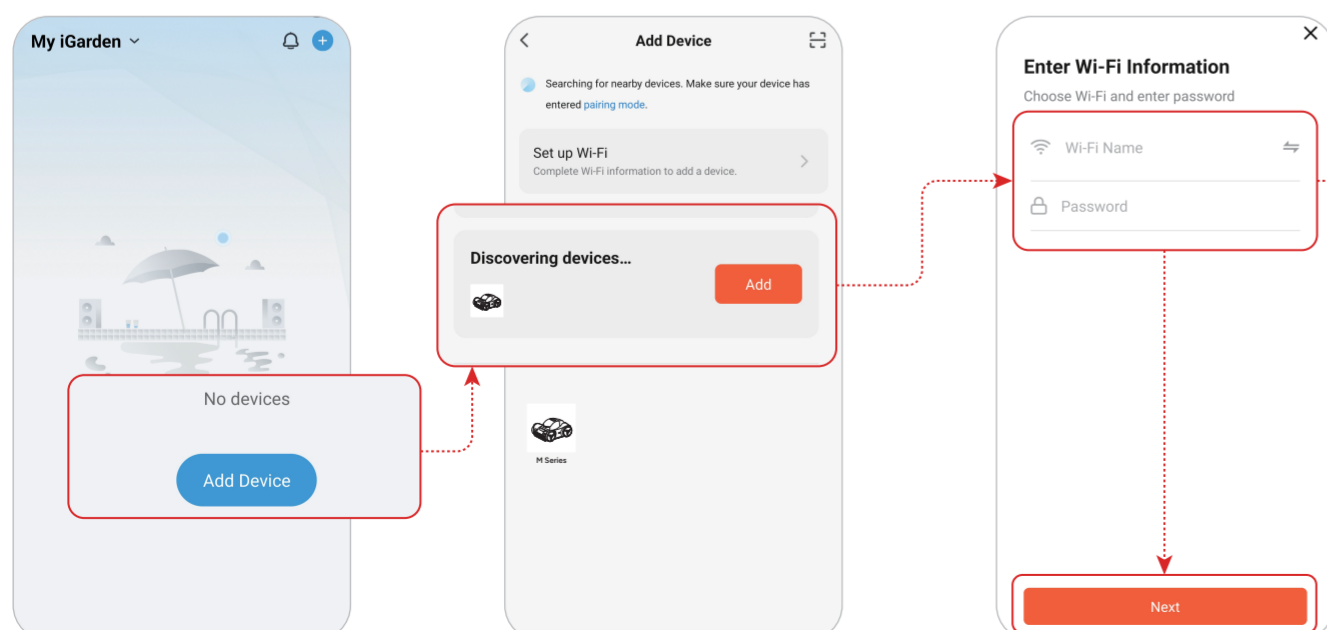 My iGarden
No devices
Add Device
Add Device
Searching for nearby devices. Make sure your device has
entered pairing mode.
Set up Wi-Fi
Complete Wi-Fi information to add a device.
Discovering devices...
Add
M Series
Enter Wi-Fi Information
Choose Wi-Fi and enter password
Wi-Fi Name
Password
Next